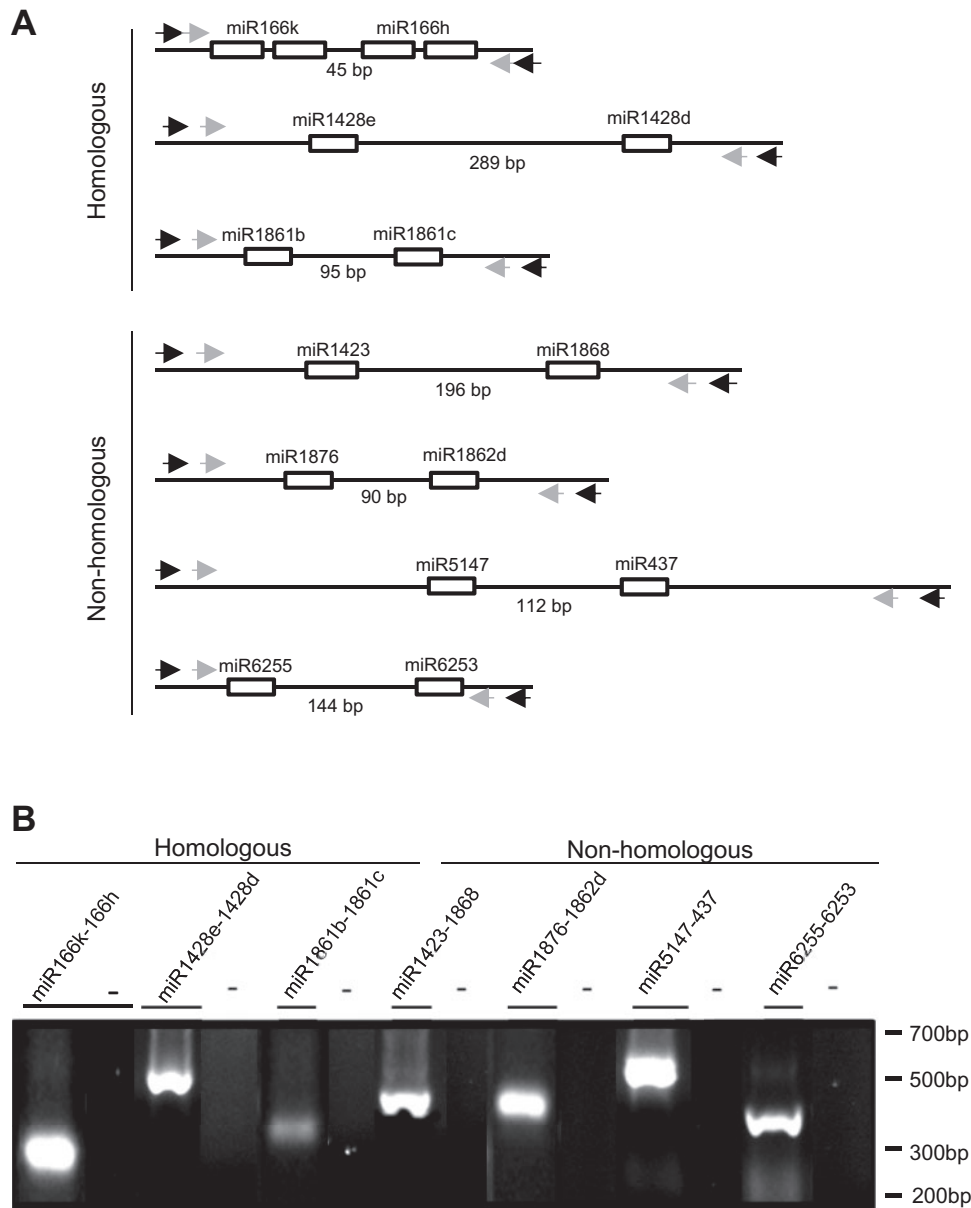 A
Homologous
miR166k miR166h
45 bp
miR1428e miR1428d
289 bp
miR1861b miR1861c
95 bp
Non-homologous
miR1423 miR1868
196 bp
miR1876 miR1862d
90 bp
miR5147 miR437
112 bp
miR6255 miR6253
144 bp
B
Homologous Non-homologous
miR166k-166h
-
miR1428e-1428d
-
miR1861b-1861c
-
miR1423-1868
-
miR1876-1862d
-
miR5147-437
-
miR6255-6253
-
700bp
500bp
300bp
200bp